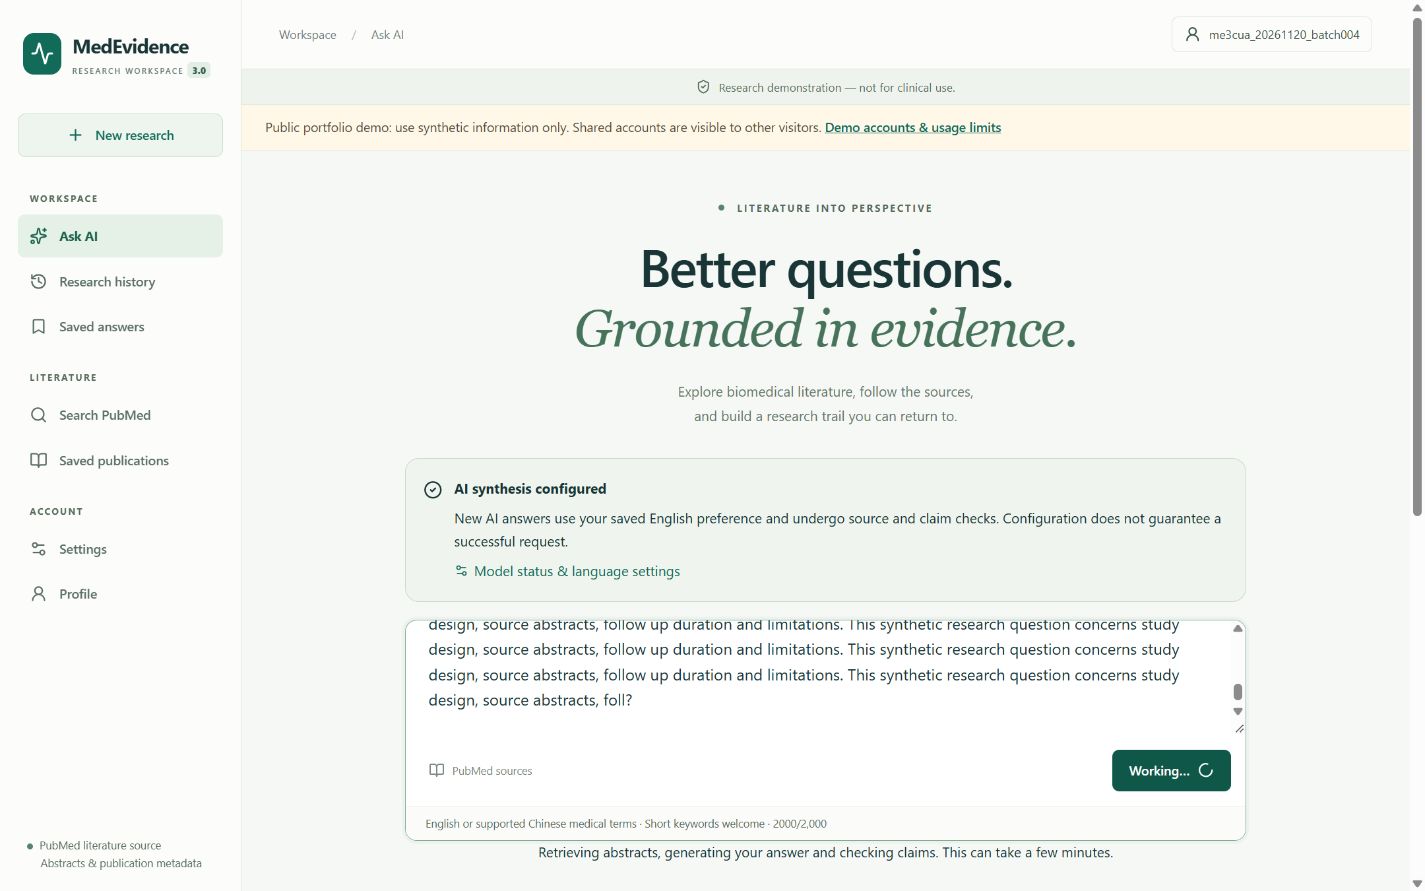 MedEvidence
RESEARCH WORKSPACE 3.0
New research
WORKSPACE
Ask AI
Research history
Saved answers
LITERATURE
Search PubMed
Saved publications
ACCOUNT
Settings
Profile
PubMed literature source
Abstracts & publication metadata
Workspace / Ask AI
me3cua_20261120_batch004
Research demonstration — not for clinical use.
Public portfolio demo: use synthetic information only. Shared accounts are visible to other visitors. Demo accounts & usage limits
LITERATURE INTO PERSPECTIVE
Better questions.
Grounded in evidence.
Explore biomedical literature, follow the sources,
and build a research trail you can return to.
AI synthesis configured
New AI answers use your saved English preference and undergo source and claim checks. Configuration does not guarantee a
successful request.
Model status & language settings
design, source abstracts, follow up duration and limitations. This synthetic research question concerns study
design, source abstracts, follow up duration and limitations. This synthetic research question concerns study
design, source abstracts, follow up duration and limitations. This synthetic research question concerns study
design, source abstracts, foll?
PubMed sources
Working...
English or supported Chinese medical terms · Short keywords welcome · 2000/2,000
Retrieving abstracts, generating your answer and checking claims. This can take a few minutes.